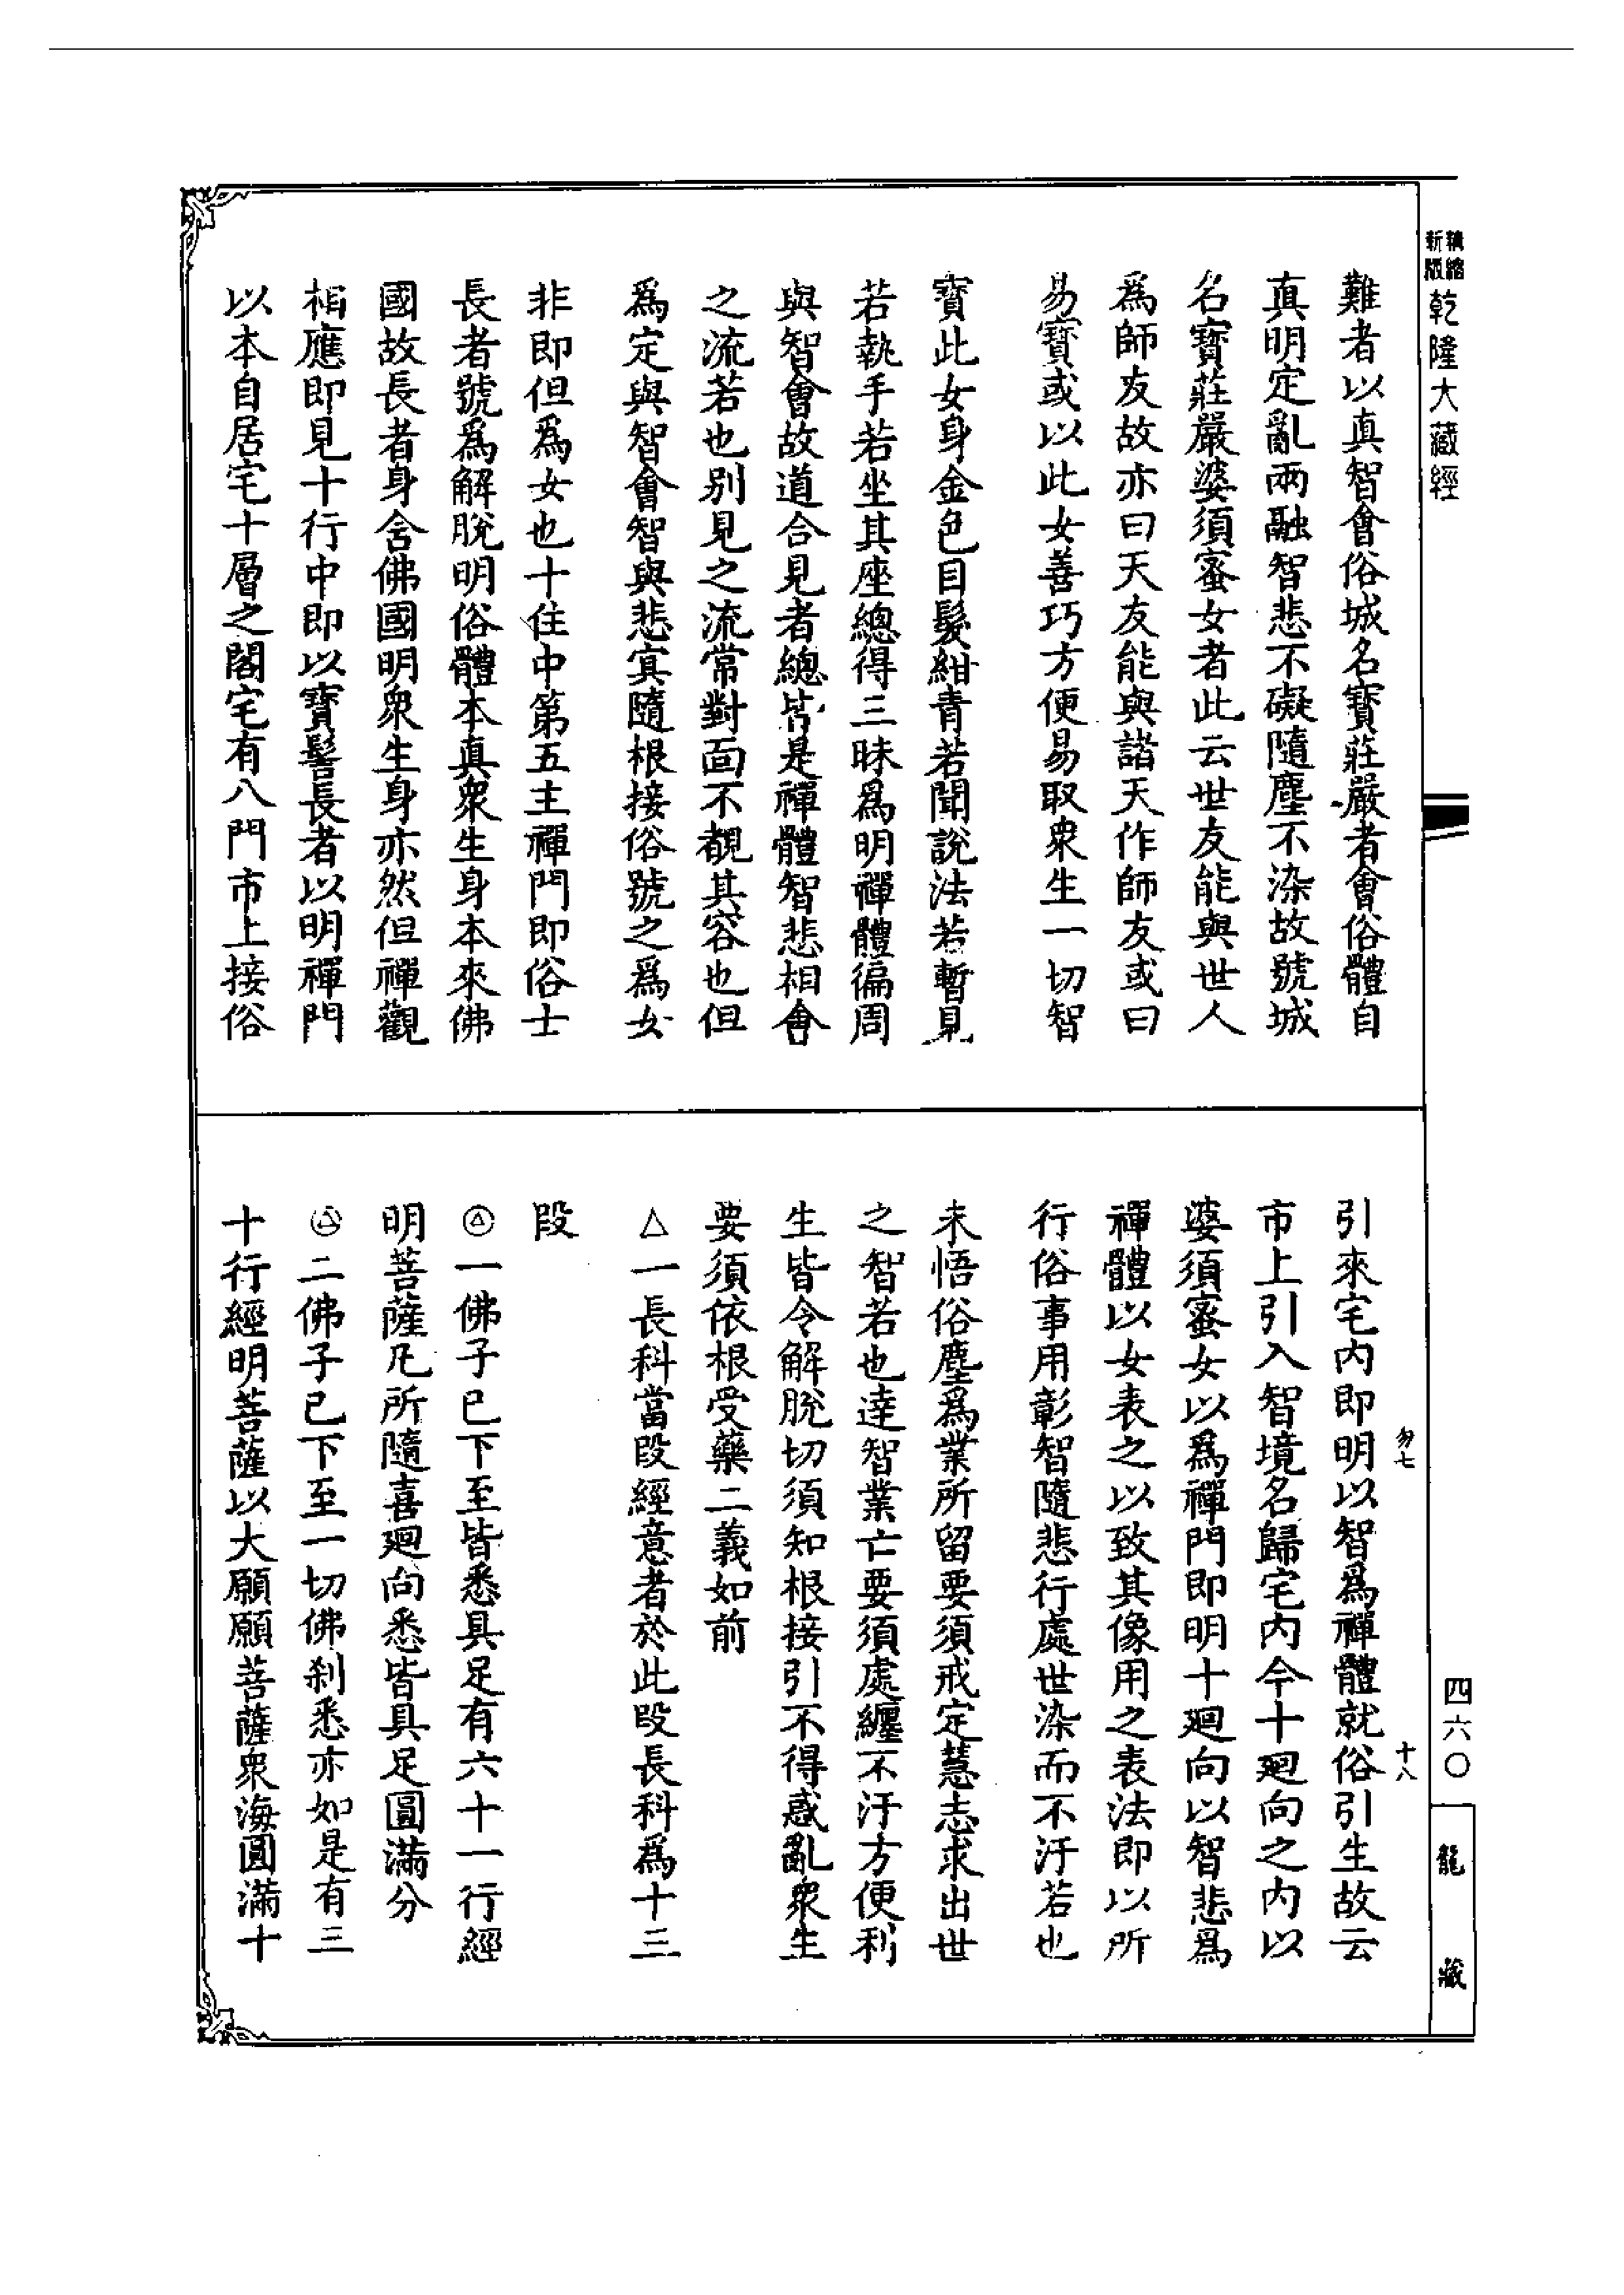 乾隆大藏經
難者以真智會俗城名寶莊嚴者會俗體自
真明定亂兩融智悲不礙隨塵不染故號城
名寶莊嚴婆須蜜女者此云世友能與世人
爲師友故亦曰天友能與諸天作師友或曰
易寶或以此女善巧方便易取衆生一切智
寶此女身金色目髮紺青若聞說法若暫見
若執手若坐其座總得三昧爲明禪體徧周
與智會故道合見者總皆是禪體智悲相會
之流若也別見之流常對面不覩其容也但
爲定與智會智與悲㝠隨根接俗號之爲女
非即但爲女也十住中第五主禪門即俗士
長者號爲解脫明俗體本真衆生身本來佛
國故長者身含佛國明衆生身亦然但禪觀
相應即見十行中即以寶髻長者以明禪門
以本自居宅十層之閣宅有八門市上接俗
引來宅內即明以智爲禪體就俗引生故云
市上引入智境名歸宅內今十廻向之內以
婆須蜜女以爲禪門即明十廻向以智悲爲
禪體以女表之以致其像用之表法即以所
行俗事用彰智隨悲行處世染而不汙若也
未悟俗塵爲業所留要須戒定慧志求出世
之智若也達智業亡要須處纏不汙方便利
生皆令解脫切須知根接引不得惑亂衆生
要須依根受藥二義如前
△一長科當段經意者於此段長科爲十三
段
◎一佛子已下至皆悉具足有六十一行經
明菩薩凡所隨喜廻向悉皆具足圓滿分
◎二佛子已下至一切佛刹悉亦如是有三
十行經明菩薩以大願願菩薩衆海圓滿十
四六〇
龍藏